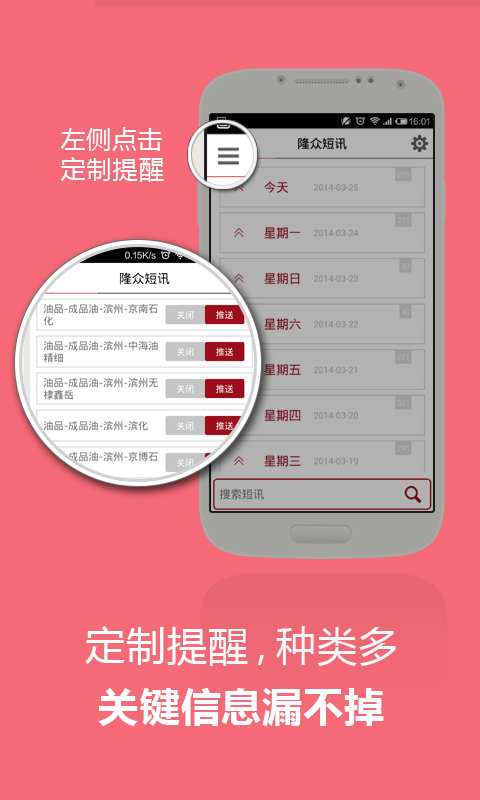 左侧点击
定制提醒
16:01
隆众短讯
今天 2014-03-25
星期一 2014-03-24
星期日 2014-03-23
星期六 2014-03-22
星期五 2014-03-21
星期四 2014-03-20
星期三 2014-03-19
搜索短讯
0.15K/s
隆众短讯
油品-成品油-滨州-京南石
化
关闭 推送
油品-成品油-滨州-中海油
精细
关闭 推送
油品-成品油-滨州-滨州无
棣鑫岳
关闭 推送
油品-成品油-滨州-滨化 关闭 推送
-成品油-滨州-京博石
关闭 推送
定制提醒,种类多
关键信息漏不掉